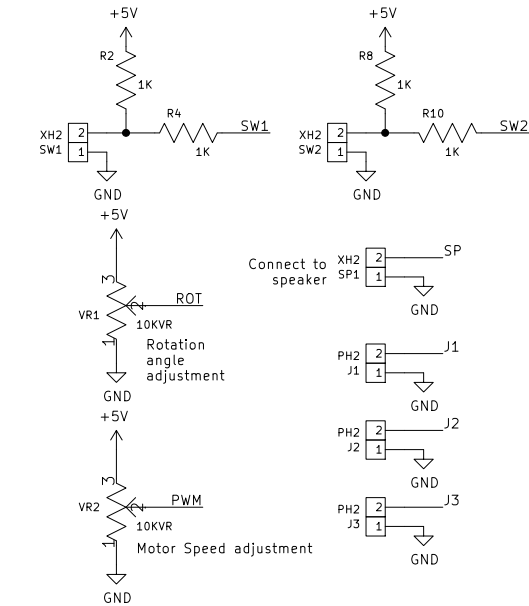 +5V
R2
1K
R4
SW1
XH2 2
SW1 1
1K
GND
+5V
R8
1K
R10
SW2
XH2 2
SW2 1
1K
GND
+5V
3
ROT
2
VR1
10KVR
1
Rotation
angle
adjustment
GND
+5V
3
PWM
2
VR2
10KVR
1
Motor Speed adjustment
GND
Connect to
speaker
XH2 2
SP
SP1 1
GND
PH2 2
J1
J1 1
GND
PH2 2
J2
J2 1
GND
PH2 2
J3
J3 1
GND